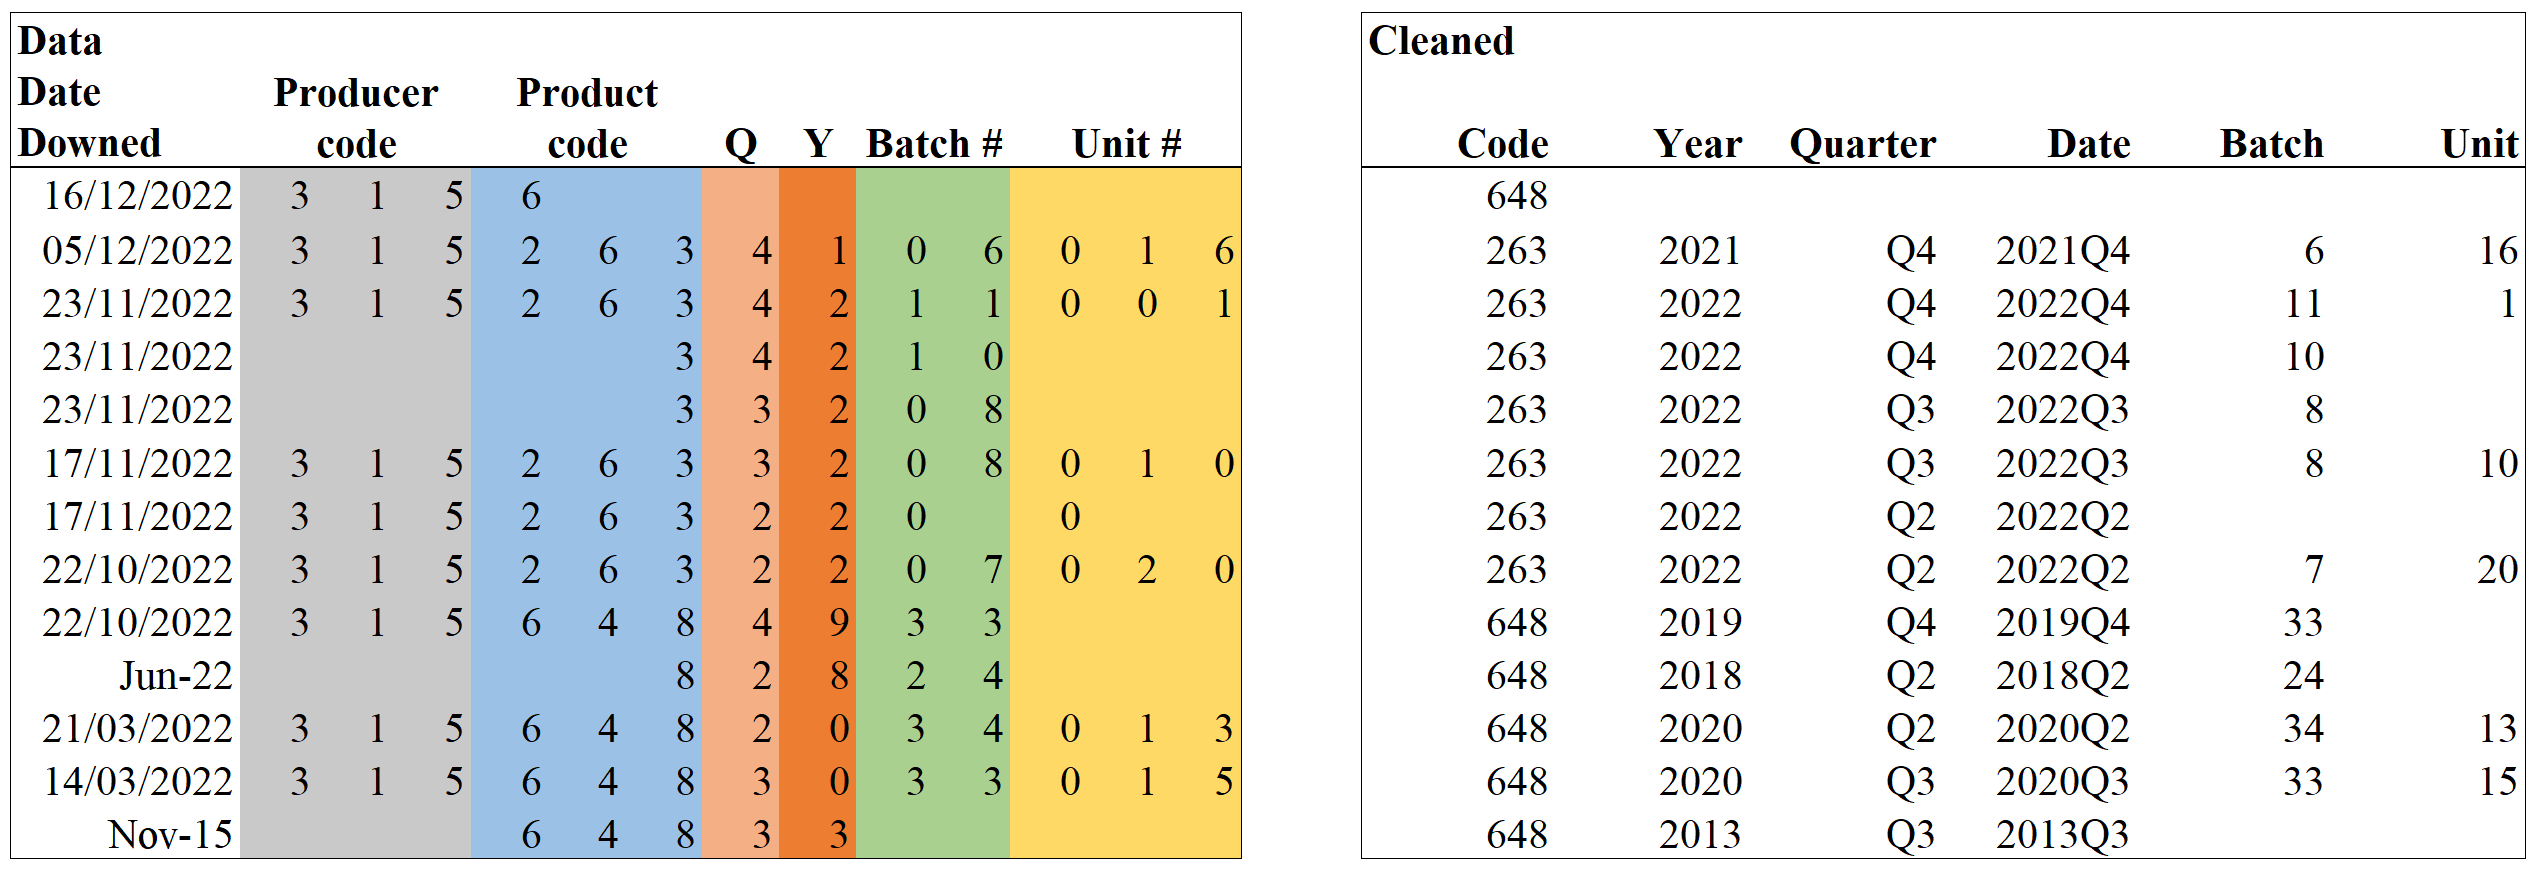 Data Cleaned
Date Producer Product
Downed code code Q Y Batch # Unit # Code Year Quarter Date Batch Unit
16/12/2022 3 1 5 6 648
05/12/2022 3 1 5 2 6 3 4 1 0 6 0 1 6 263 2021 Q4 2021Q4 6 16
23/11/2022 3 1 5 2 6 3 4 2 1 1 0 0 1 263 2022 Q4 2022Q4 11 1
23/11/2022 3 4 2 1 0 263 2022 Q4 2022Q4 10
23/11/2022 3 3 2 0 8 263 2022 Q3 2022Q3 8
17/11/2022 3 1 5 2 6 3 3 2 0 8 0 1 0 263 2022 Q3 2022Q3 8 10
17/11/2022 3 1 5 2 6 3 2 2 0 0 263 2022 Q2 2022Q2
22/10/2022 3 1 5 2 6 3 2 2 0 7 0 2 0 263 2022 Q2 2022Q2 7 20
22/10/2022 3 1 5 6 4 8 4 9 3 3 648 2019 Q4 2019Q4 33
Jun-22 8 2 8 2 4 648 2018 Q2 2018Q2 24
21/03/2022 3 1 5 6 4 8 2 0 3 4 0 1 3 648 2020 Q2 2020Q2 34 13
14/03/2022 3 1 5 6 4 8 3 0 3 3 0 1 5 648 2020 Q3 2020Q3 33 15
Nov-15 6 4 8 3 3 648 2013 Q3 2013Q3